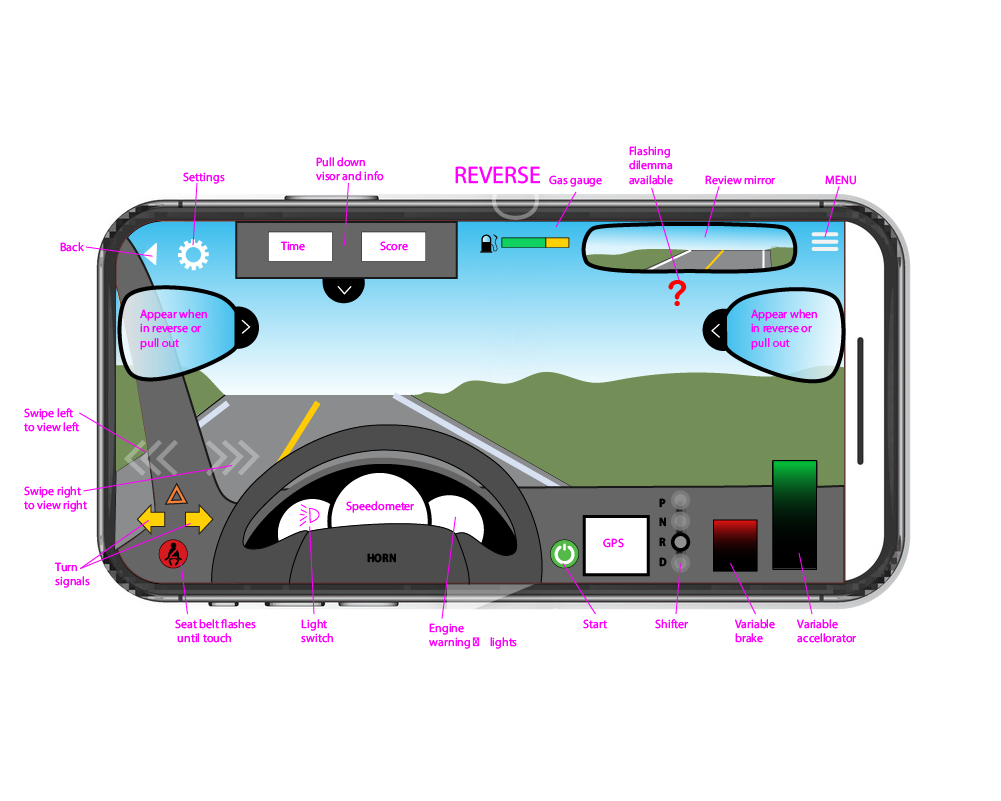 Flashing
dilemma
available
Pull down
visor and info
REVERSE
Settings
Gas gauge
Review mirror
MENU
Back
Time
Score
?
Appear when
in reverse or
pull out
Appear when
in reverse or
pull out
Swipe left
to view left
Swipe right
to view right
Speedometer
HORN
GPS
P
N
R
D
Turn
signals
Seat belt flashes
until touch
Light
switch
Engine
warning lights
Start
Shifter
Variable
brake
Variable
accellorator